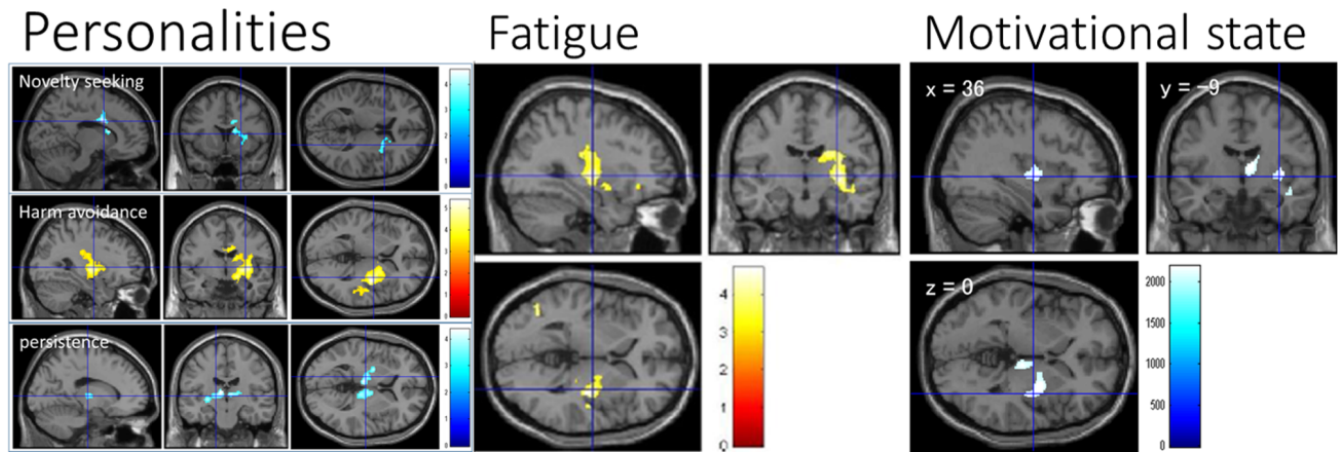 Personalities
Fatigue
Motivational state
Novelty seeking
4
3
2
1
0
Harm avoidance
5
4
3
2
1
0
persistence
4
3
2
1
0
4
3
2
1
0
x = 36
y = −9
z = 0
2000
1500
1000
500
0